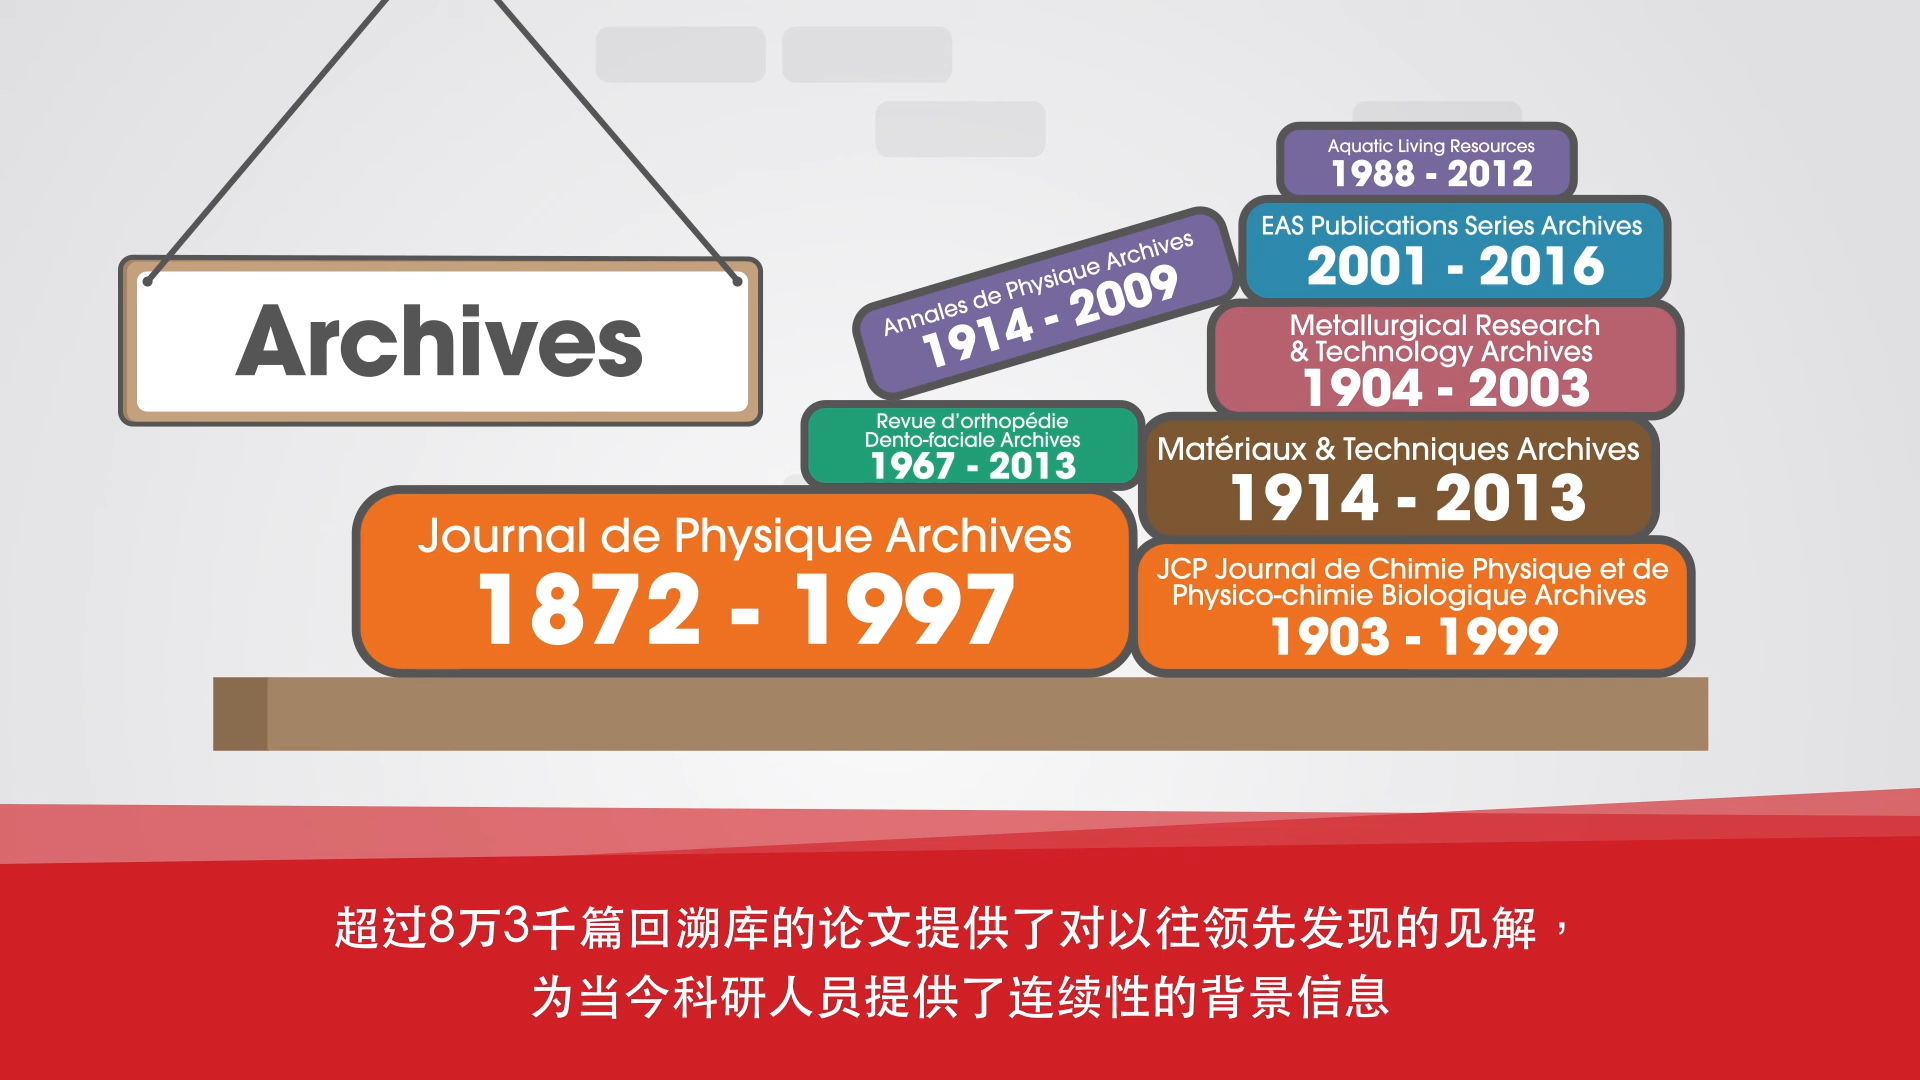 Archives
Aquatic Living Resources
1988 - 2012
EAS Publications Series Archives
2001 - 2016
Annales de Physique Archives
1914 - 2009
Metallurgical Research
& Technology Archives
1904 - 2003
Revue d'orthopédie
Dento-faciale Archives
1967 - 2013
Matériaux & Techniques Archives
1914 - 2013
Journal de Physique Archives
1872 - 1997
JCP Journal de Chimie Physique et de
Physico-chimie Biologique Archives
1903 - 1999
超过8万3千篇回溯库的论文提供了对以往领先发现的见解，
为当今科研人员提供了连续性的背景信息